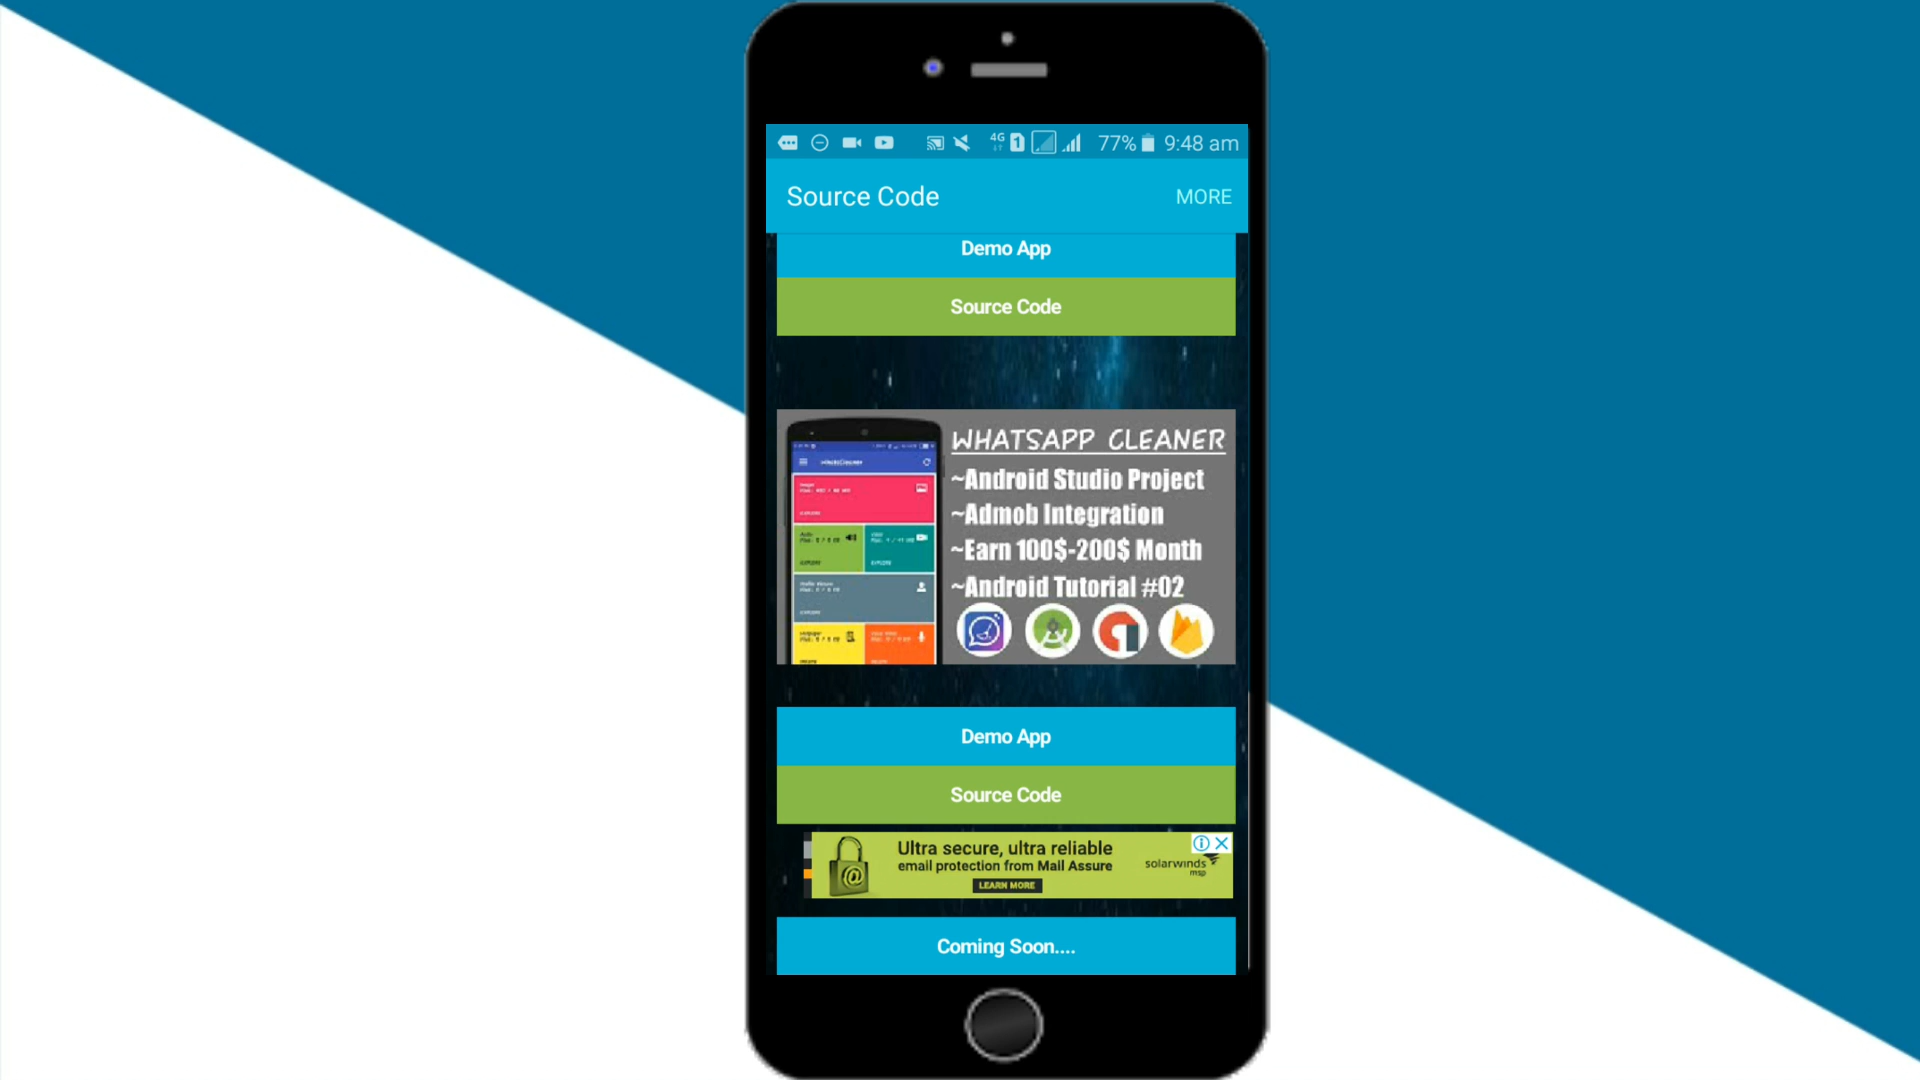 4G
1
77%
9:48 am
Source Code
MORE
Demo App
Source Code
WHATSAPP CLEANER
~Android Studio Project
~Admob Integration
~Earn 100$-200$ Month
~Android Tutorial #02
Demo App
Source Code
Ultra secure, ultra reliable
email protection from Mail Assure
LEARN MORE
solarwinds
msp
Coming Soon....